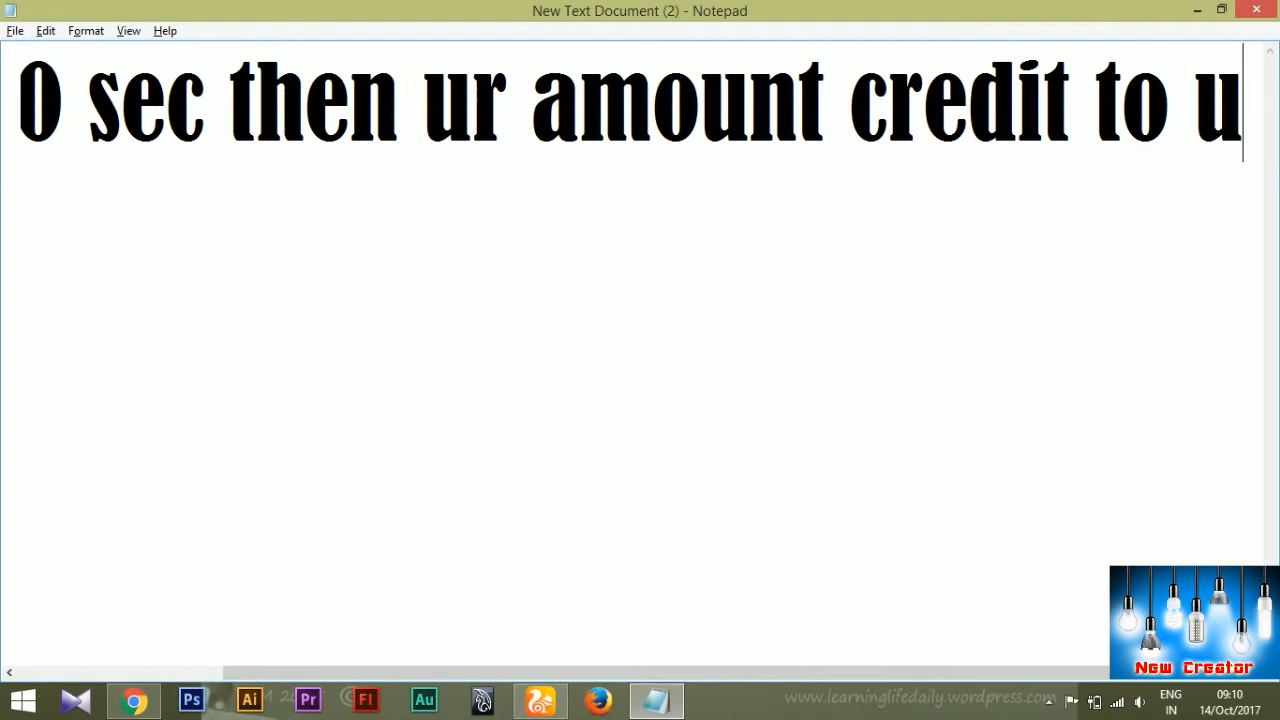 New Text Document (2) - Notepad
File Edit Format View Help
0 sec then ur amount credit to u
New Creator
Ps Ai Pr Fl Au
www.learninglifedaily.wordpress.com
ENG 09:10
IN 14/Oct/2017